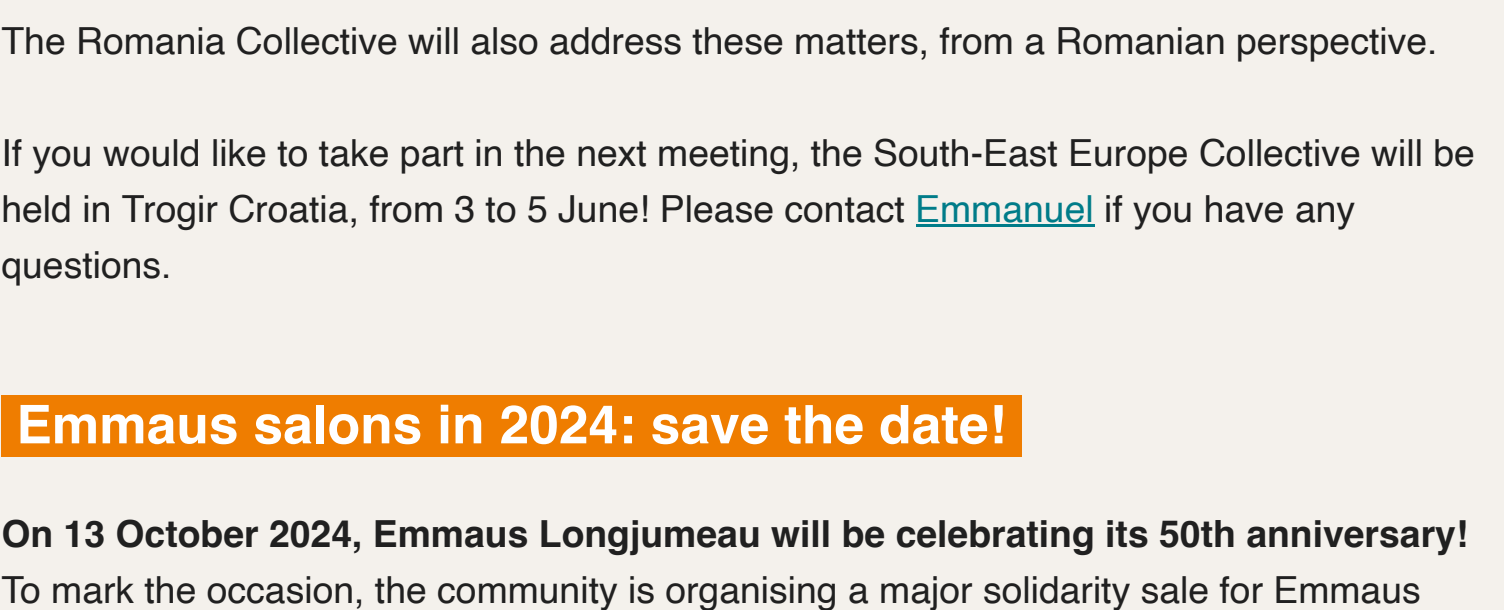 The Romania Collective will also address these matters, from a Romanian perspective.
If you would like to take part in the next meeting, the South-East Europe Collective will be
held in Trogir Croatia, from 3 to 5 June! Please contact Emmanuel if you have any
questions.
Emmaus salons in 2024: save the date!
On 13 October 2024, Emmaus Longjumeau will be celebrating its 50th anniversary!
To mark the occasion, the community is organising a major solidarity sale for Emmaus